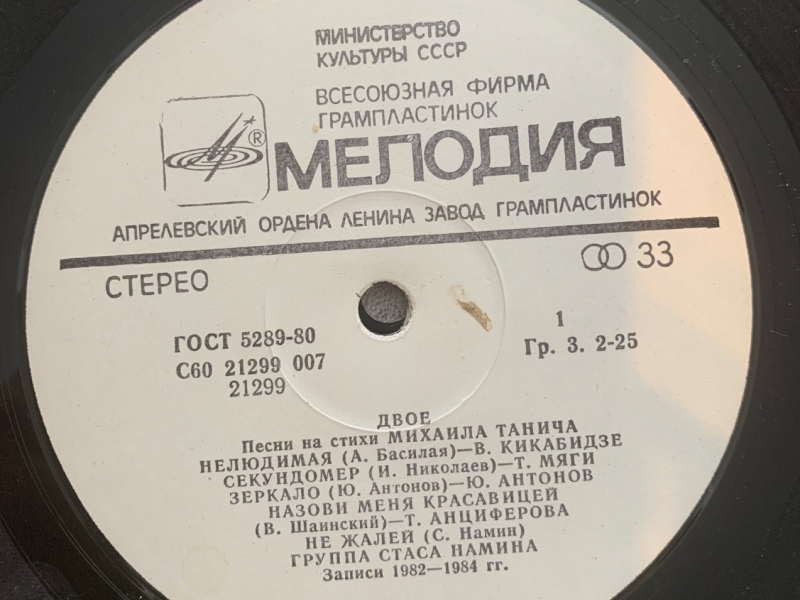 МИНИСТЕРСТВО
КУЛЬТУРЫ СССР
ВСЕСОЮЗНАЯ ФИРМА
ГРАМПЛАСТИНОК
® МЕЛОДИЯ
АПРЕЛЕВСКИЙ ОРДЕНА ЛЕНИНА ЗАВОД ГРАМПЛАСТИНОК
СТЕРЕО
33
ГОСТ 5289-80
С60 21299 007
21299
1
Гр. 3. 2-25
ДВОЕ
Песни на стихи МИХАИЛА ТАНИЧА
НЕЛЮДИМАЯ (А. Басилая)—В. КИКАБИДЗЕ
СЕКУНДОМЕР (И. Николаев)—Т. МЯГИ
ЗЕРКАЛО (Ю. Антонов)—Ю. АНТОНОВ
НАЗОВИ МЕНЯ КРАСАВИЦЕЙ
(В. Шаинский)—Т. АНЦИФЕРОВА
НЕ ЖАЛЕЙ (С. Намин)
ГРУППА СТАСА НАМИНА
Записи 1982—1984 гг.